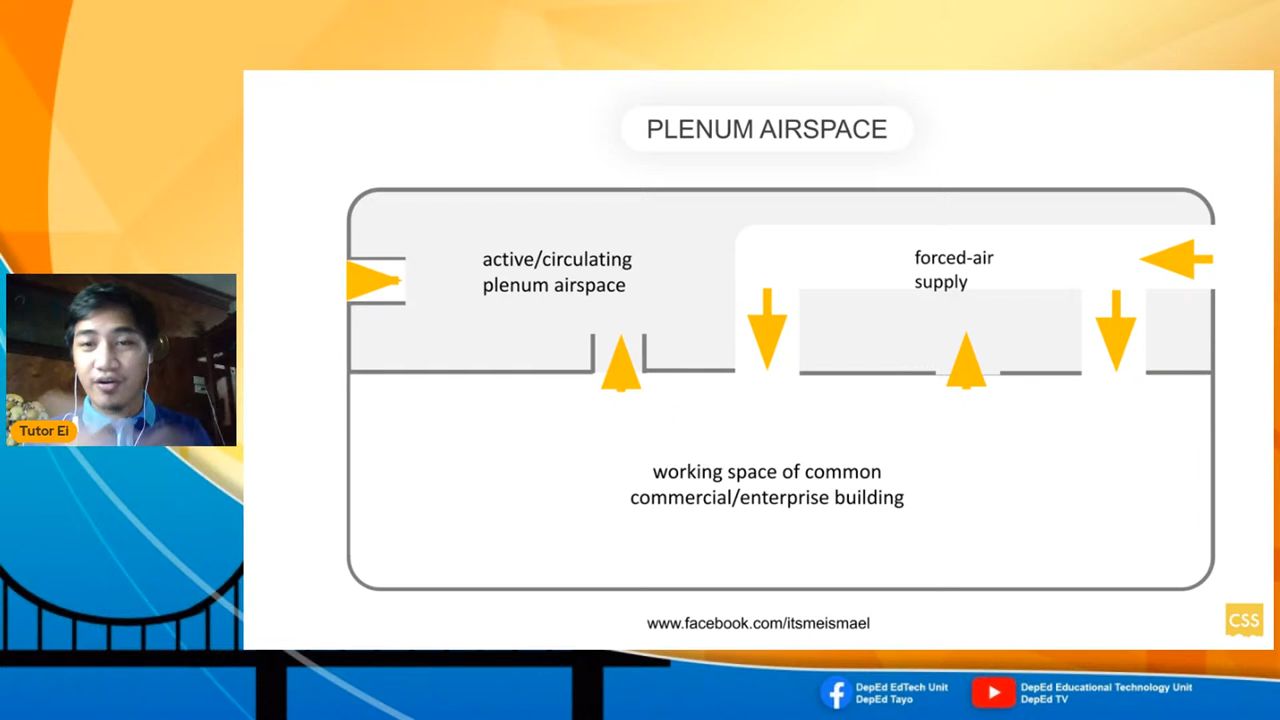 PLENUM AIRSPACE
active/circulating
plenum airspace
forced-air
supply
Tutor Ei
working space of common
commercial/enterprise building
www.facebook.com/itsmeismael
CSS
DepEd EdTech Unit
DepEd Tayo
DepEd Educational Technology Unit
DepEd TV